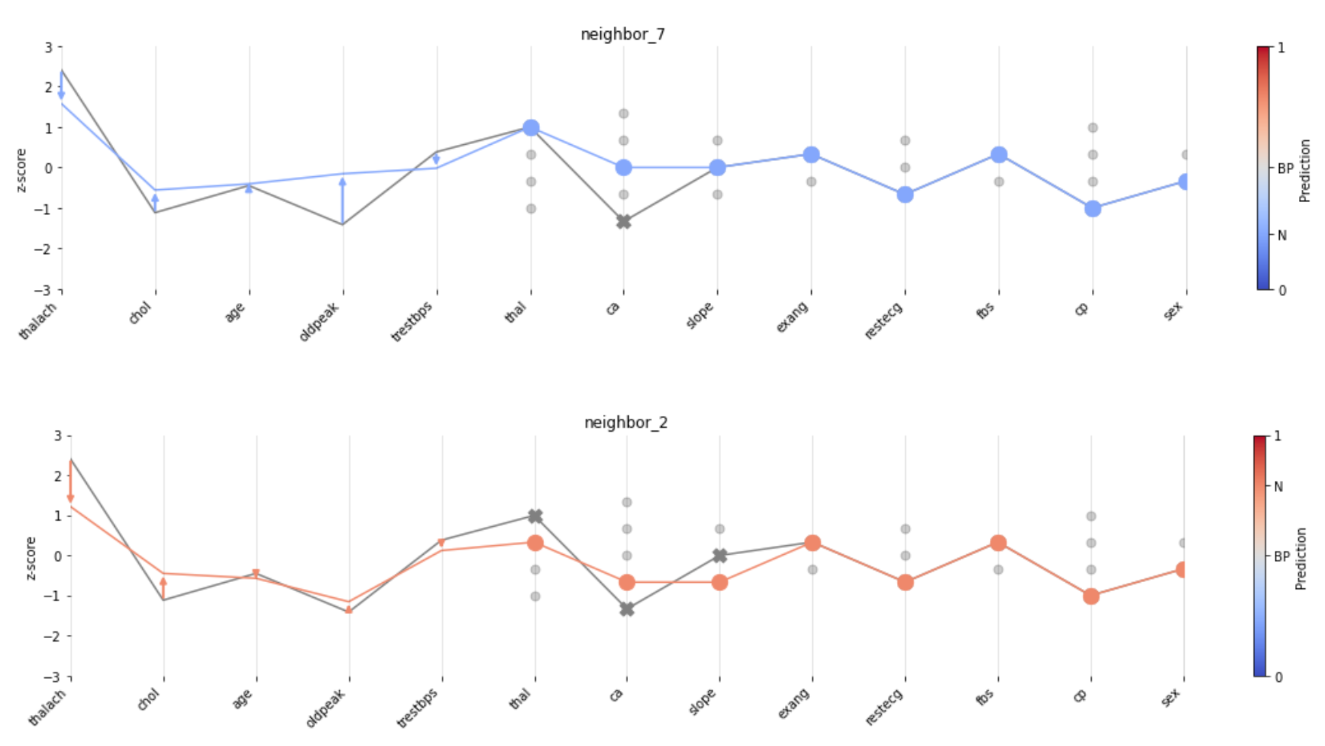 neighbor_7
3
2
1
0
−1
−2
−3
z-score
thalach
chol
age
oldpeak
trestbps
thal
ca
slope
exang
restecg
fbs
cp
sex
1
BP
N
0
Prediction
neighbor_2
3
2
1
0
−1
−2
−3
z-score
thalach
chol
age
oldpeak
trestbps
thal
ca
slope
exang
restecg
fbs
cp
sex
1
N
BP
0
Prediction